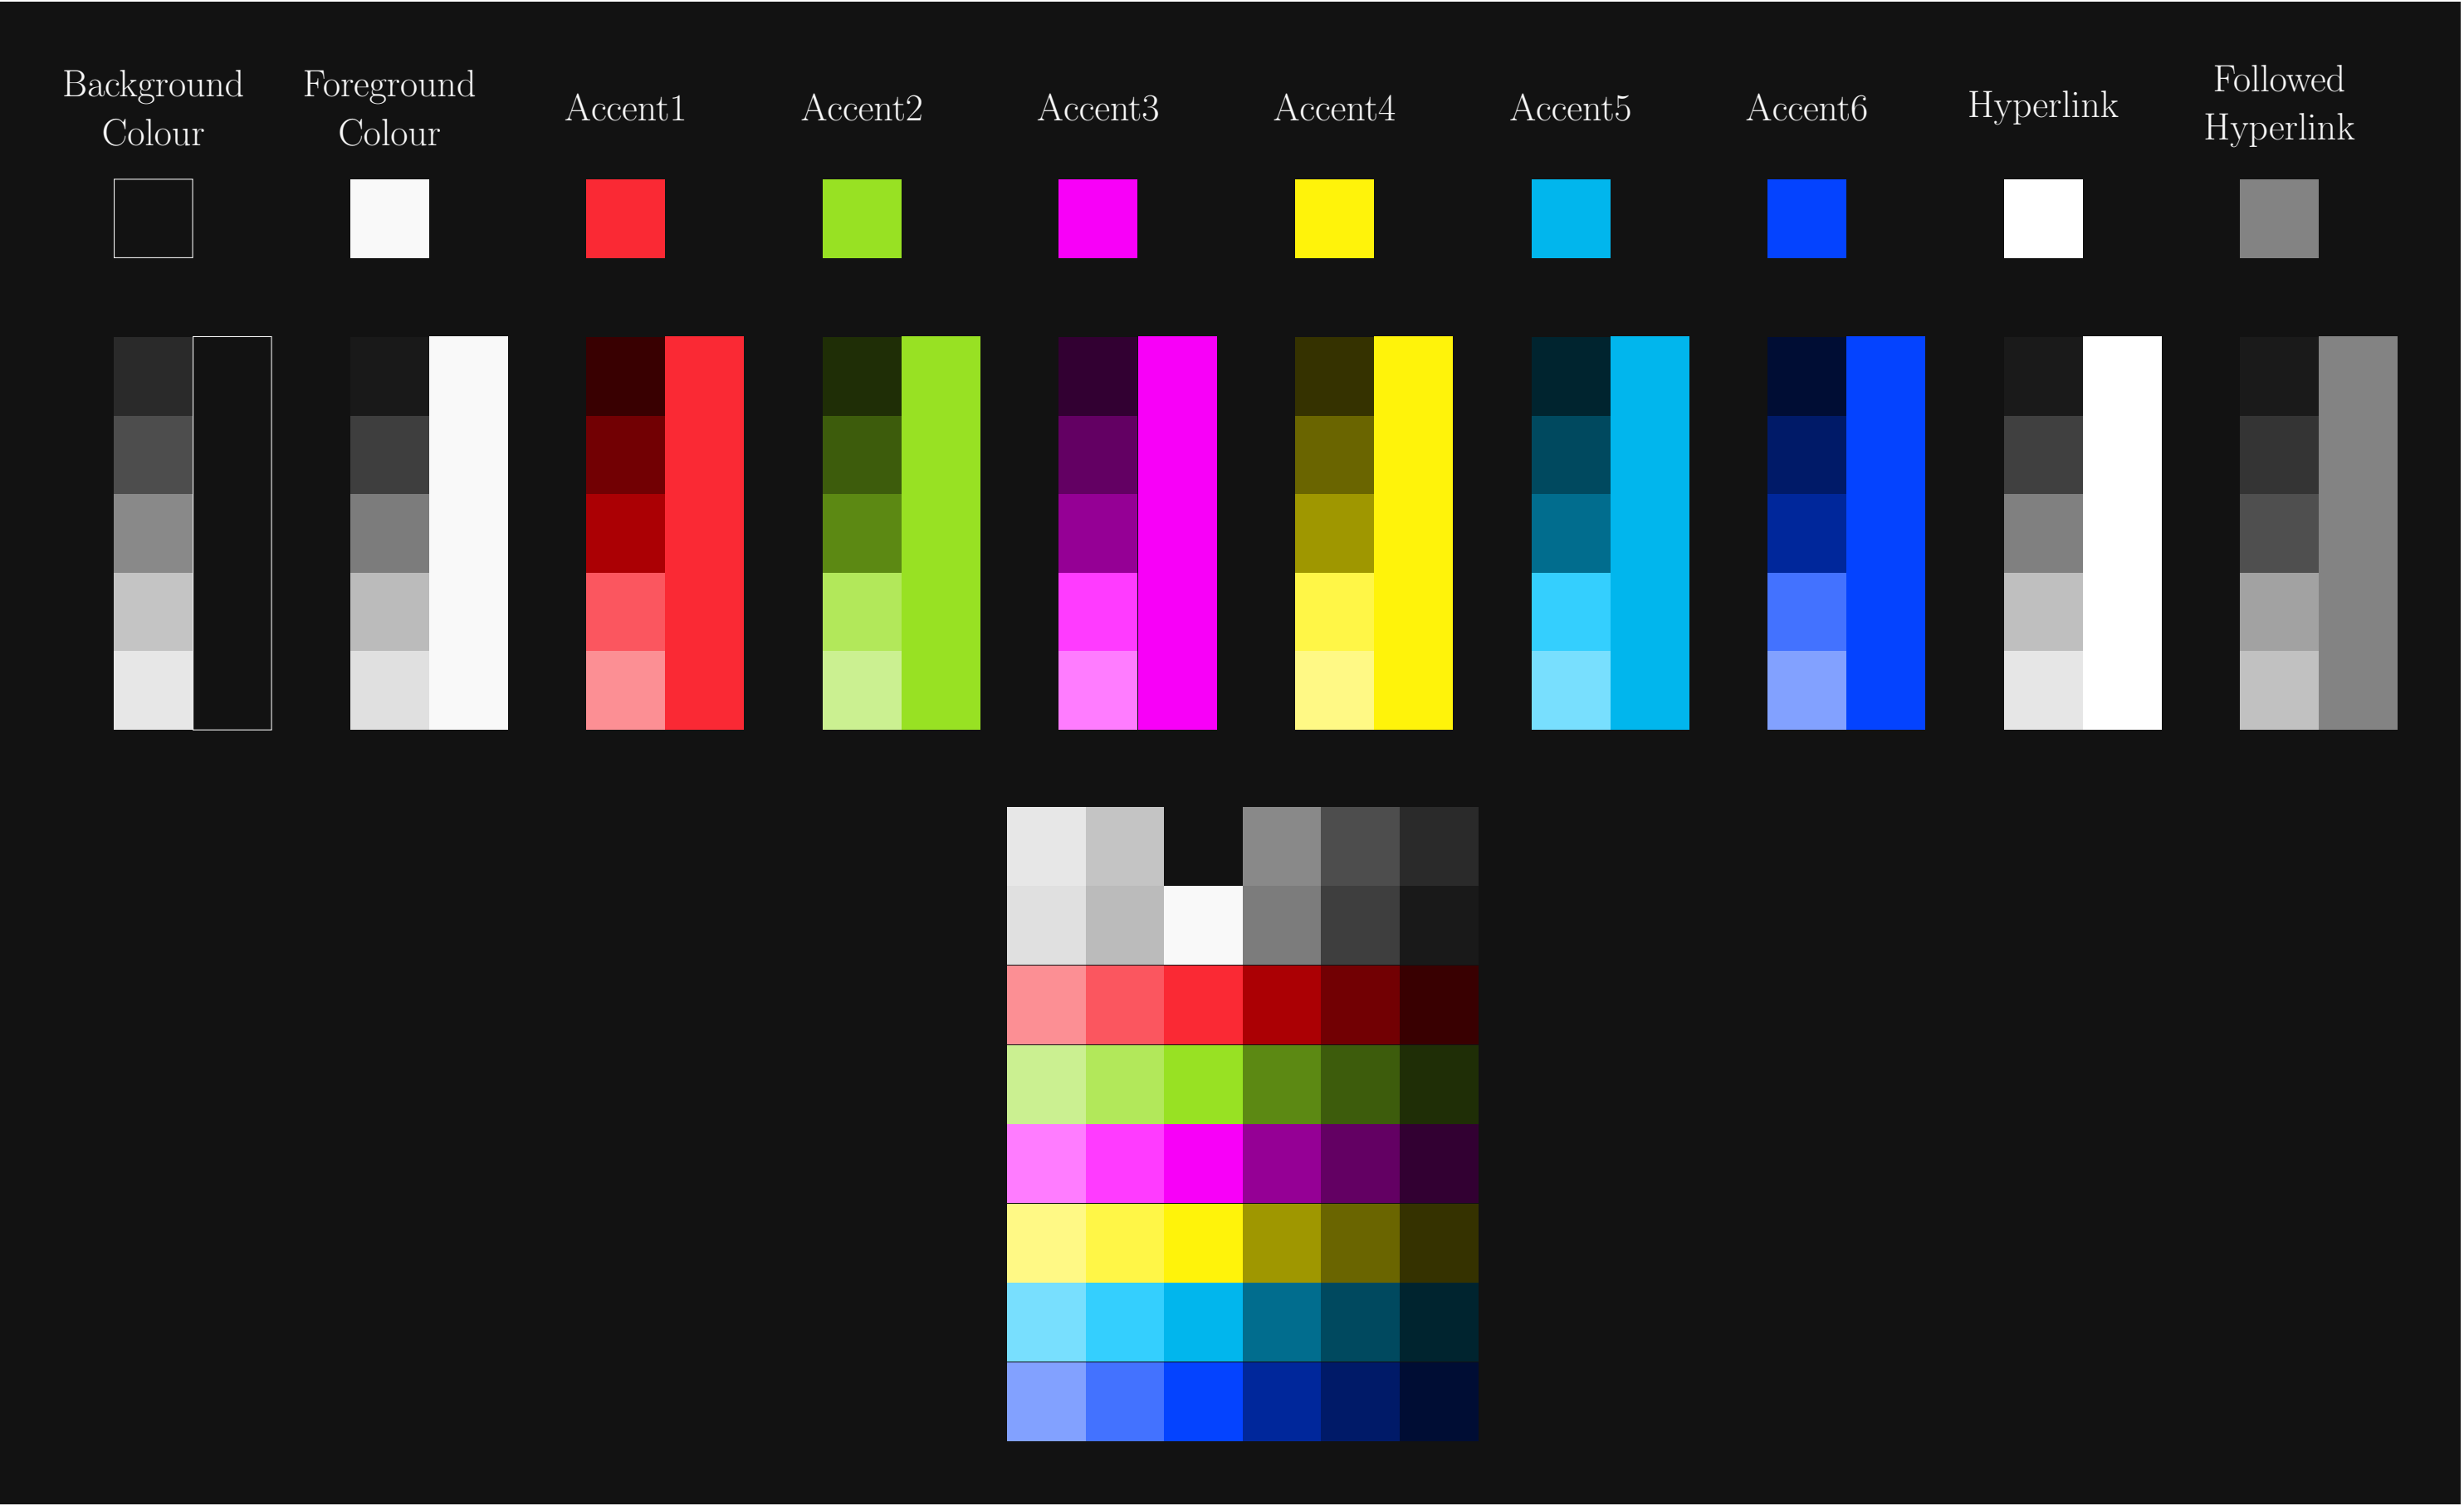 Background
Colour
Foreground
Colour
Accent1
Accent2
Accent3
Accent4
Accent5
Accent6
Hyperlink
Followed
Hyperlink